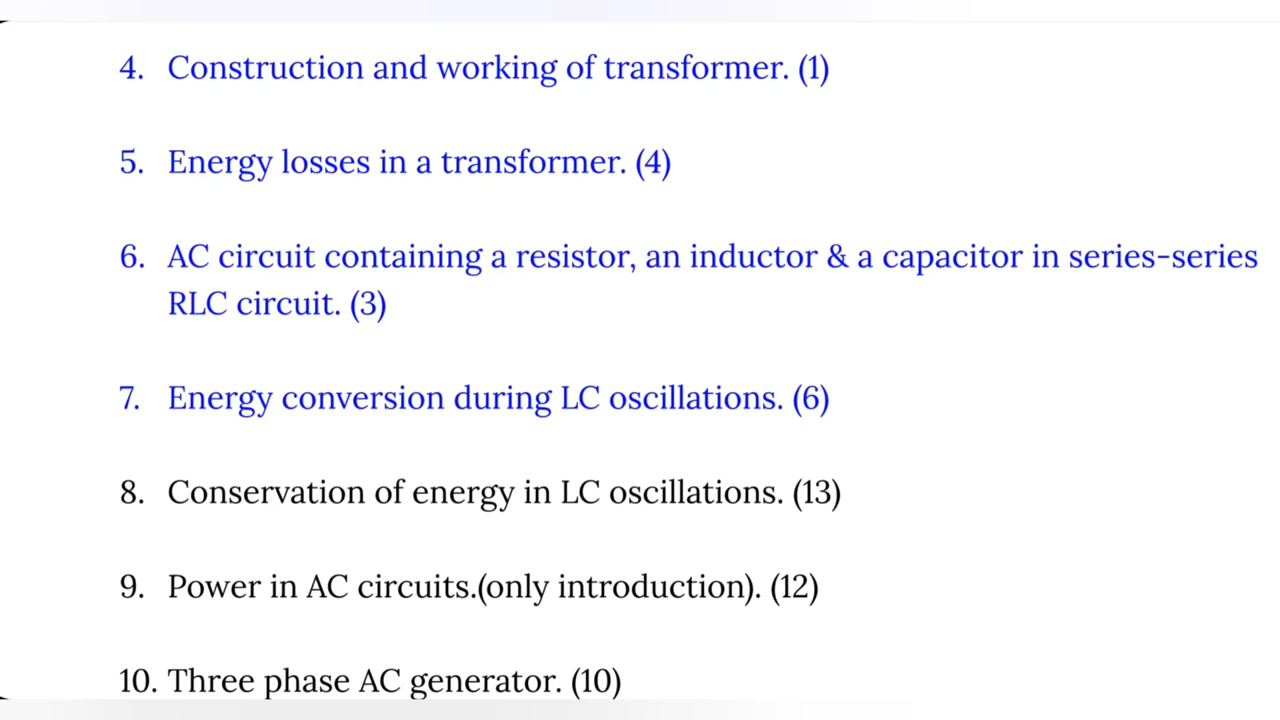 4. Construction and working of transformer. (1)
5. Energy losses in a transformer. (4)
6. AC circuit containing a resistor, an inductor & a capacitor in series-series
RLC circuit. (3)
7. Energy conversion during LC oscillations. (6)
8. Conservation of energy in LC oscillations. (13)
9. Power in AC circuits.(only introduction). (12)
10. Three phase AC generator. (10)